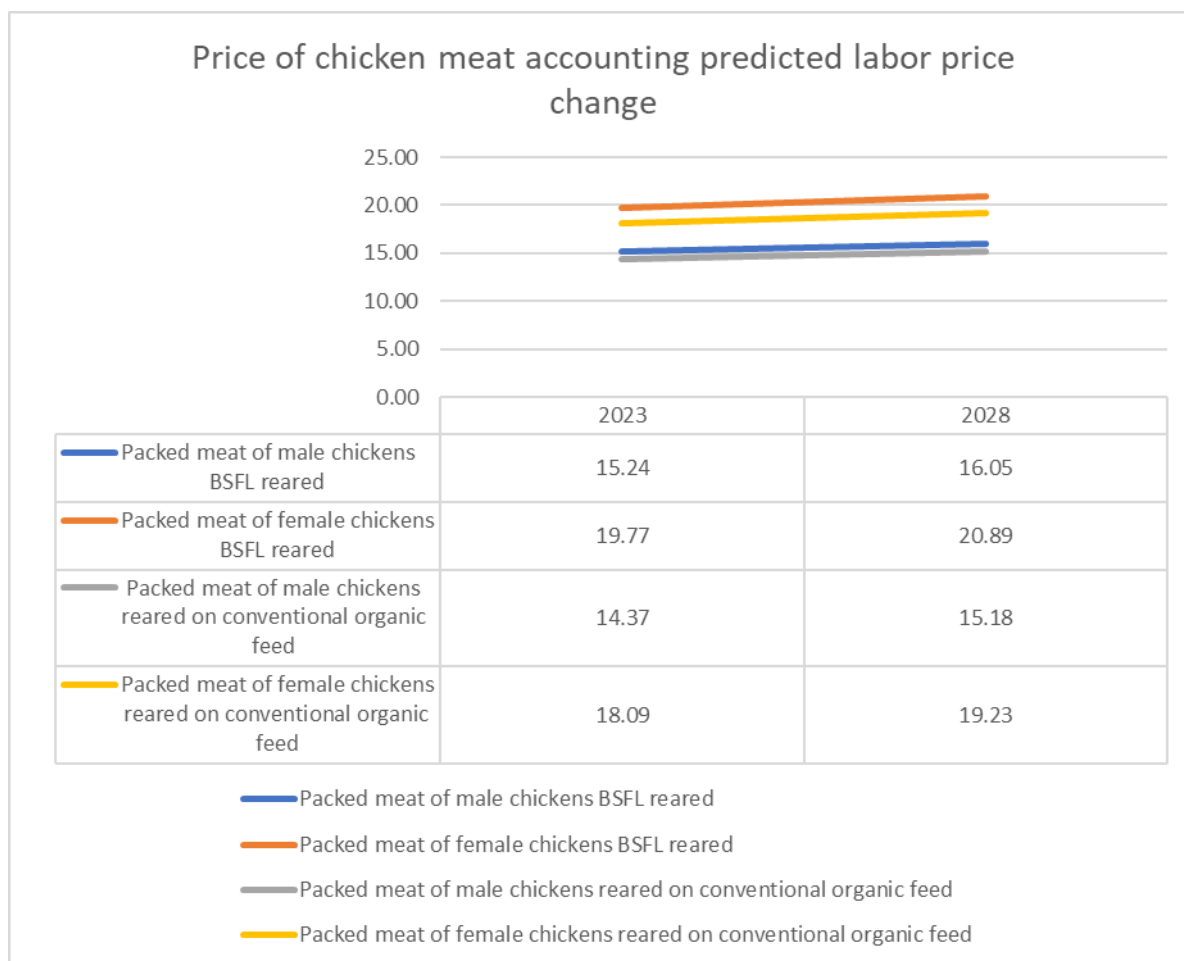 Price of chicken meat accounting predicted labor price
change
25.00
20.00
15.00
10.00
5.00
0.00
2023 2028
Packed meat of male chickens
BSFL reared
15.24 16.05
Packed meat of female chickens
BSFL reared
19.77 20.89
Packed meat of male chickens
reared on conventional organic
feed
14.37 15.18
Packed meat of female chickens
reared on conventional organic
feed
18.09 19.23
Packed meat of male chickens BSFL reared
Packed meat of female chickens BSFL reared
Packed meat of male chickens reared on conventional organic feed
Packed meat of female chickens reared on conventional organic feed